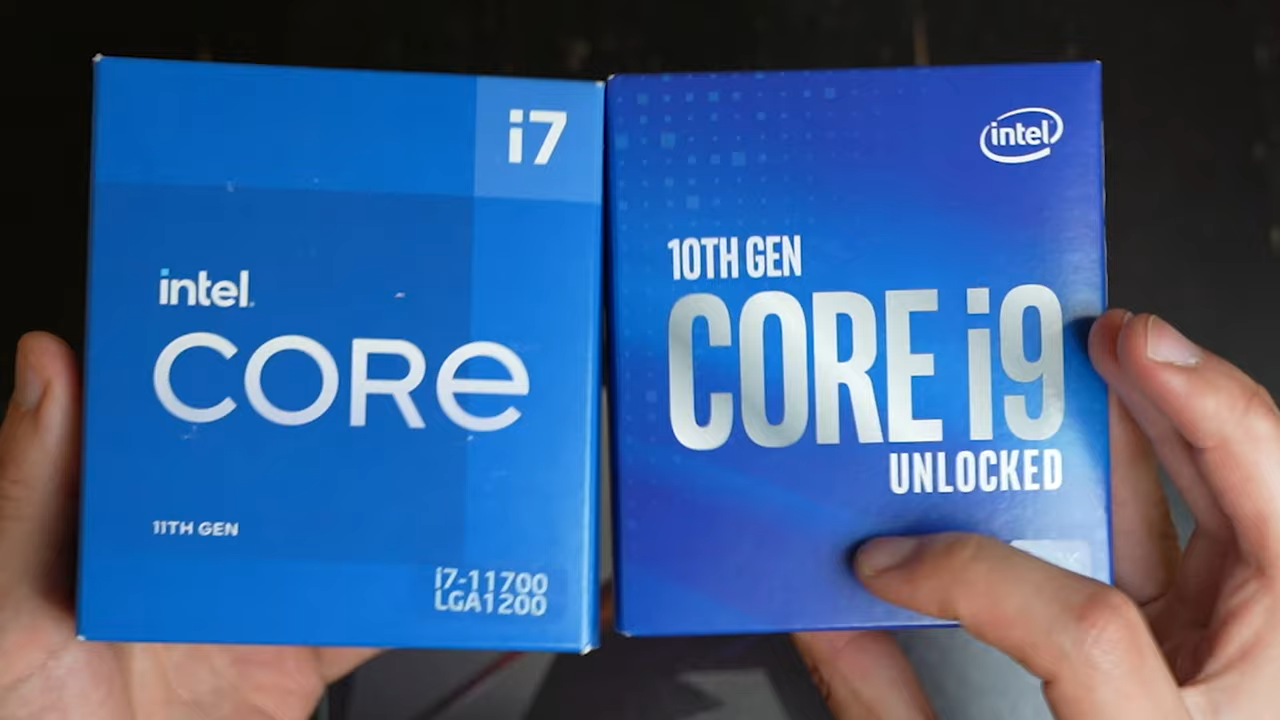 i7
intel
CORE
11TH GEN
i7-11700
LGA1200
intel
10TH GEN
CORE i9
UNLOCKED